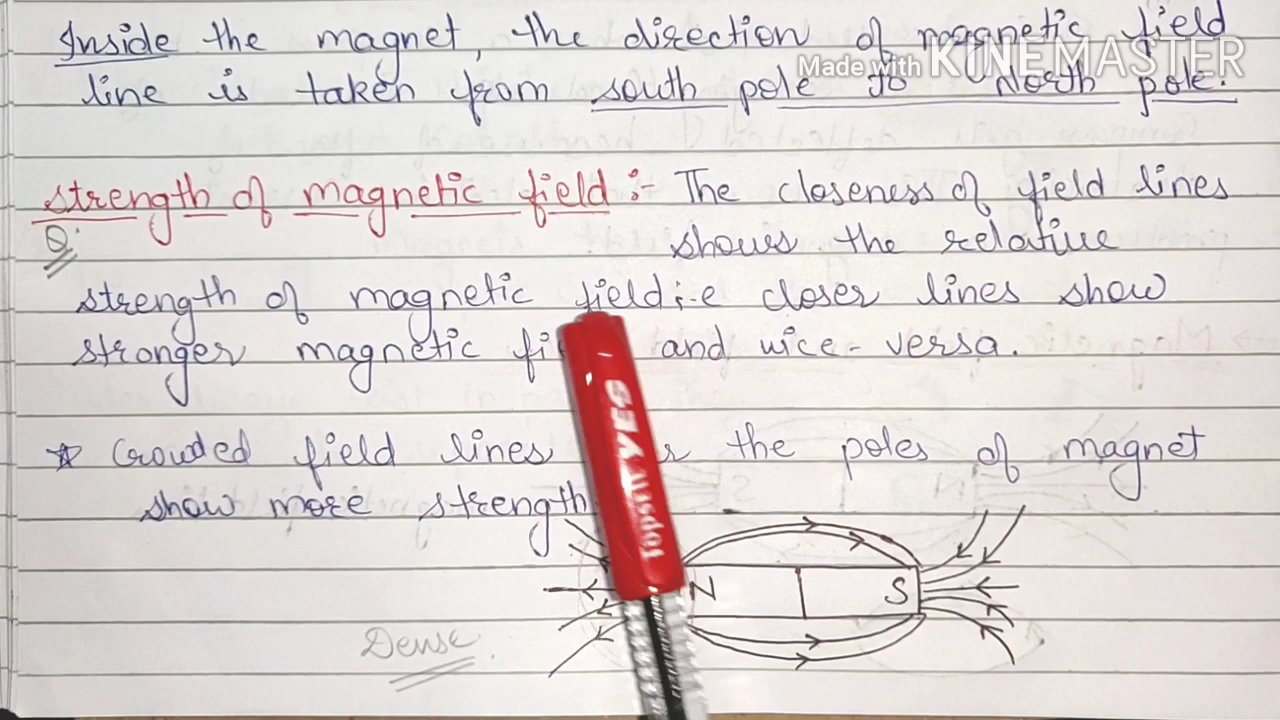 Inside the magnet, the direction of magnetic field
Made with KINEMASTER
line is taken from south pole to North pole.
strength of magnetic field :- The closeness of field lines
Q.
shows the relative
strength of magnetic field i.e closer lines show
stronger magnetic and vice-versa.
Crowded field lines the poles of magnet
show more strength
N S
Dense